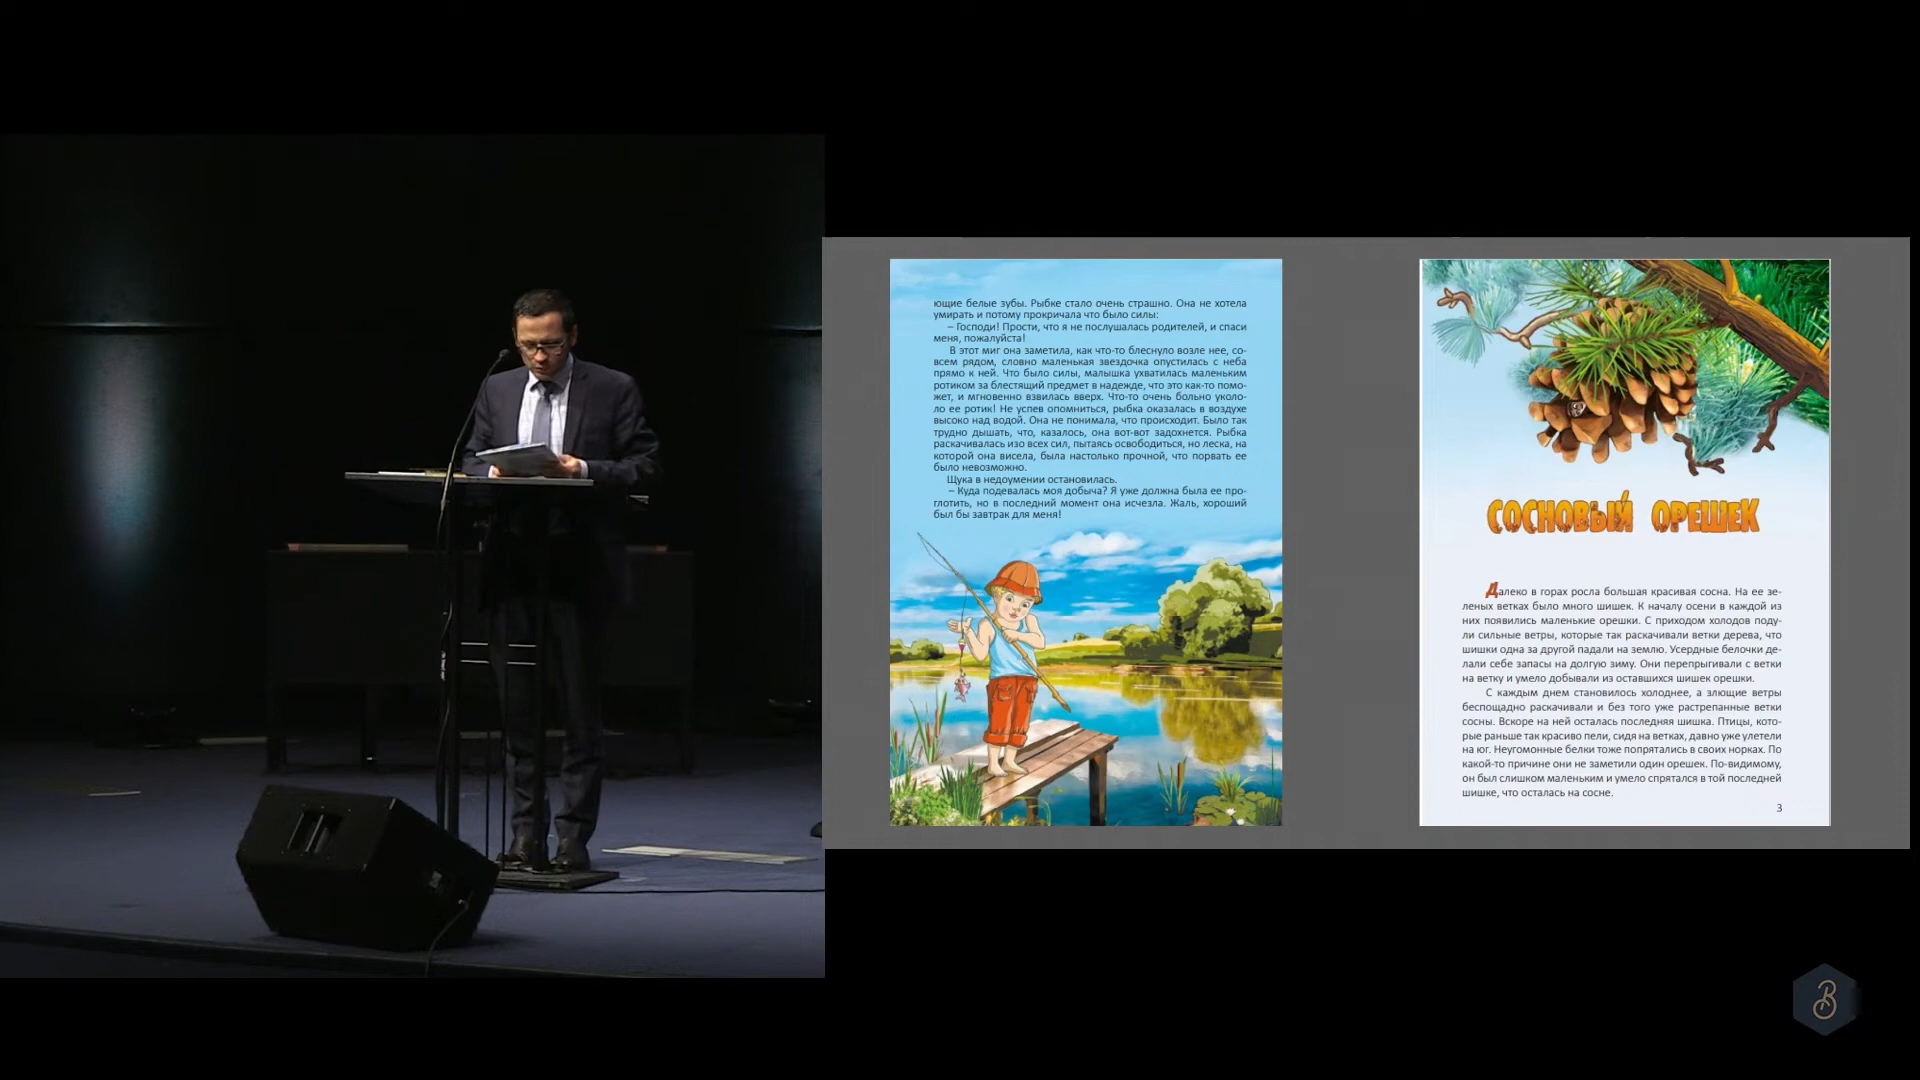 ющие белые зубы. Рыбке стало очень страшно. Она не хотела
умирать и потому прокричала что было силы:
– Господи! Прости, что я не послушалась родителей, и спаси
меня, пожалуйста!
В этот миг она заметила, как что-то блеснуло возле нее, со-
всем рядом, словно маленькая звездочка опустилась с неба
прямо к ней. Что было силы, малышка ухватилась маленьким
ротиком за блестящий предмет в надежде, что это как-то помо-
жет, и мгновенно взвилась вверх. Что-то очень больно уколо-
ло ее ротик! Не успев опомниться, рыбка оказалась в воздухе
высоко над водой. Она не понимала, что происходит. Было так
трудно дышать, что, казалось, она вот-вот задохнется. Рыбка
раскачивалась изо всех сил, пытаясь освободиться, но леска, на
которой она висела, была настолько прочной, что порвать ее
было невозможно.
Щука в недоумении остановилась.
– Куда подевалась моя добыча? Я уже должна была ее про-
глотить, но в последний момент она исчезла. Жаль, хороший
был бы завтрак для меня!
СОСНОВЫЙ ОРЕШЕК
Далеко в горах росла большая красивая сосна. На ее зе-
леных ветках было много шишек. К началу осени в каждой из
них появились маленькие орешки. С приходом холодов поду-
ли сильные ветры, которые так раскачивали ветки дерева, что
шишки одна за другой падали на землю. Усердные белочки де-
лали себе запасы на долгую зиму. Они перепрыгивали с ветки
на ветку и умело добывали из оставшихся шишек орешки.
С каждым днем становилось холоднее, а злющие ветры
беспощадно раскачивали и без того уже растрепанные ветки
сосны. Вскоре на ней осталась последняя шишка. Птицы, кото-
рые раньше так красиво пели, сидя на ветках, давно уже улетели
на юг. Неугомонные белки тоже попрятались в своих норках. По
какой-то причине они не заметили один орешек. По-видимому,
он был слишком маленьким и умело спрятался в той последней
шишке, что осталась на сосне.
3
B